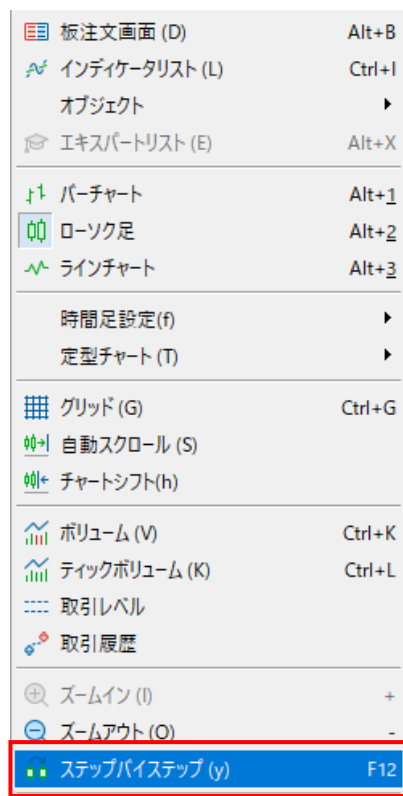 板注文画面 (D) Alt+B
インディケータリスト (L) Ctrl+I
オブジェクト
エキスパートリスト (E) Alt+X
バーチャート Alt+1
ローソク足 Alt+2
ラインチャート Alt+3
時間足設定(f)
定型チャート (T)
グリッド (G) Ctrl+G
自動スクロール (S)
チャートシフト(h)
ボリューム (V) Ctrl+K
ティックボリューム (K) Ctrl+L
取引レベル
取引履歴
ズームイン (I) +
ズームアウト (O) -
ステップバイステップ (y) F12